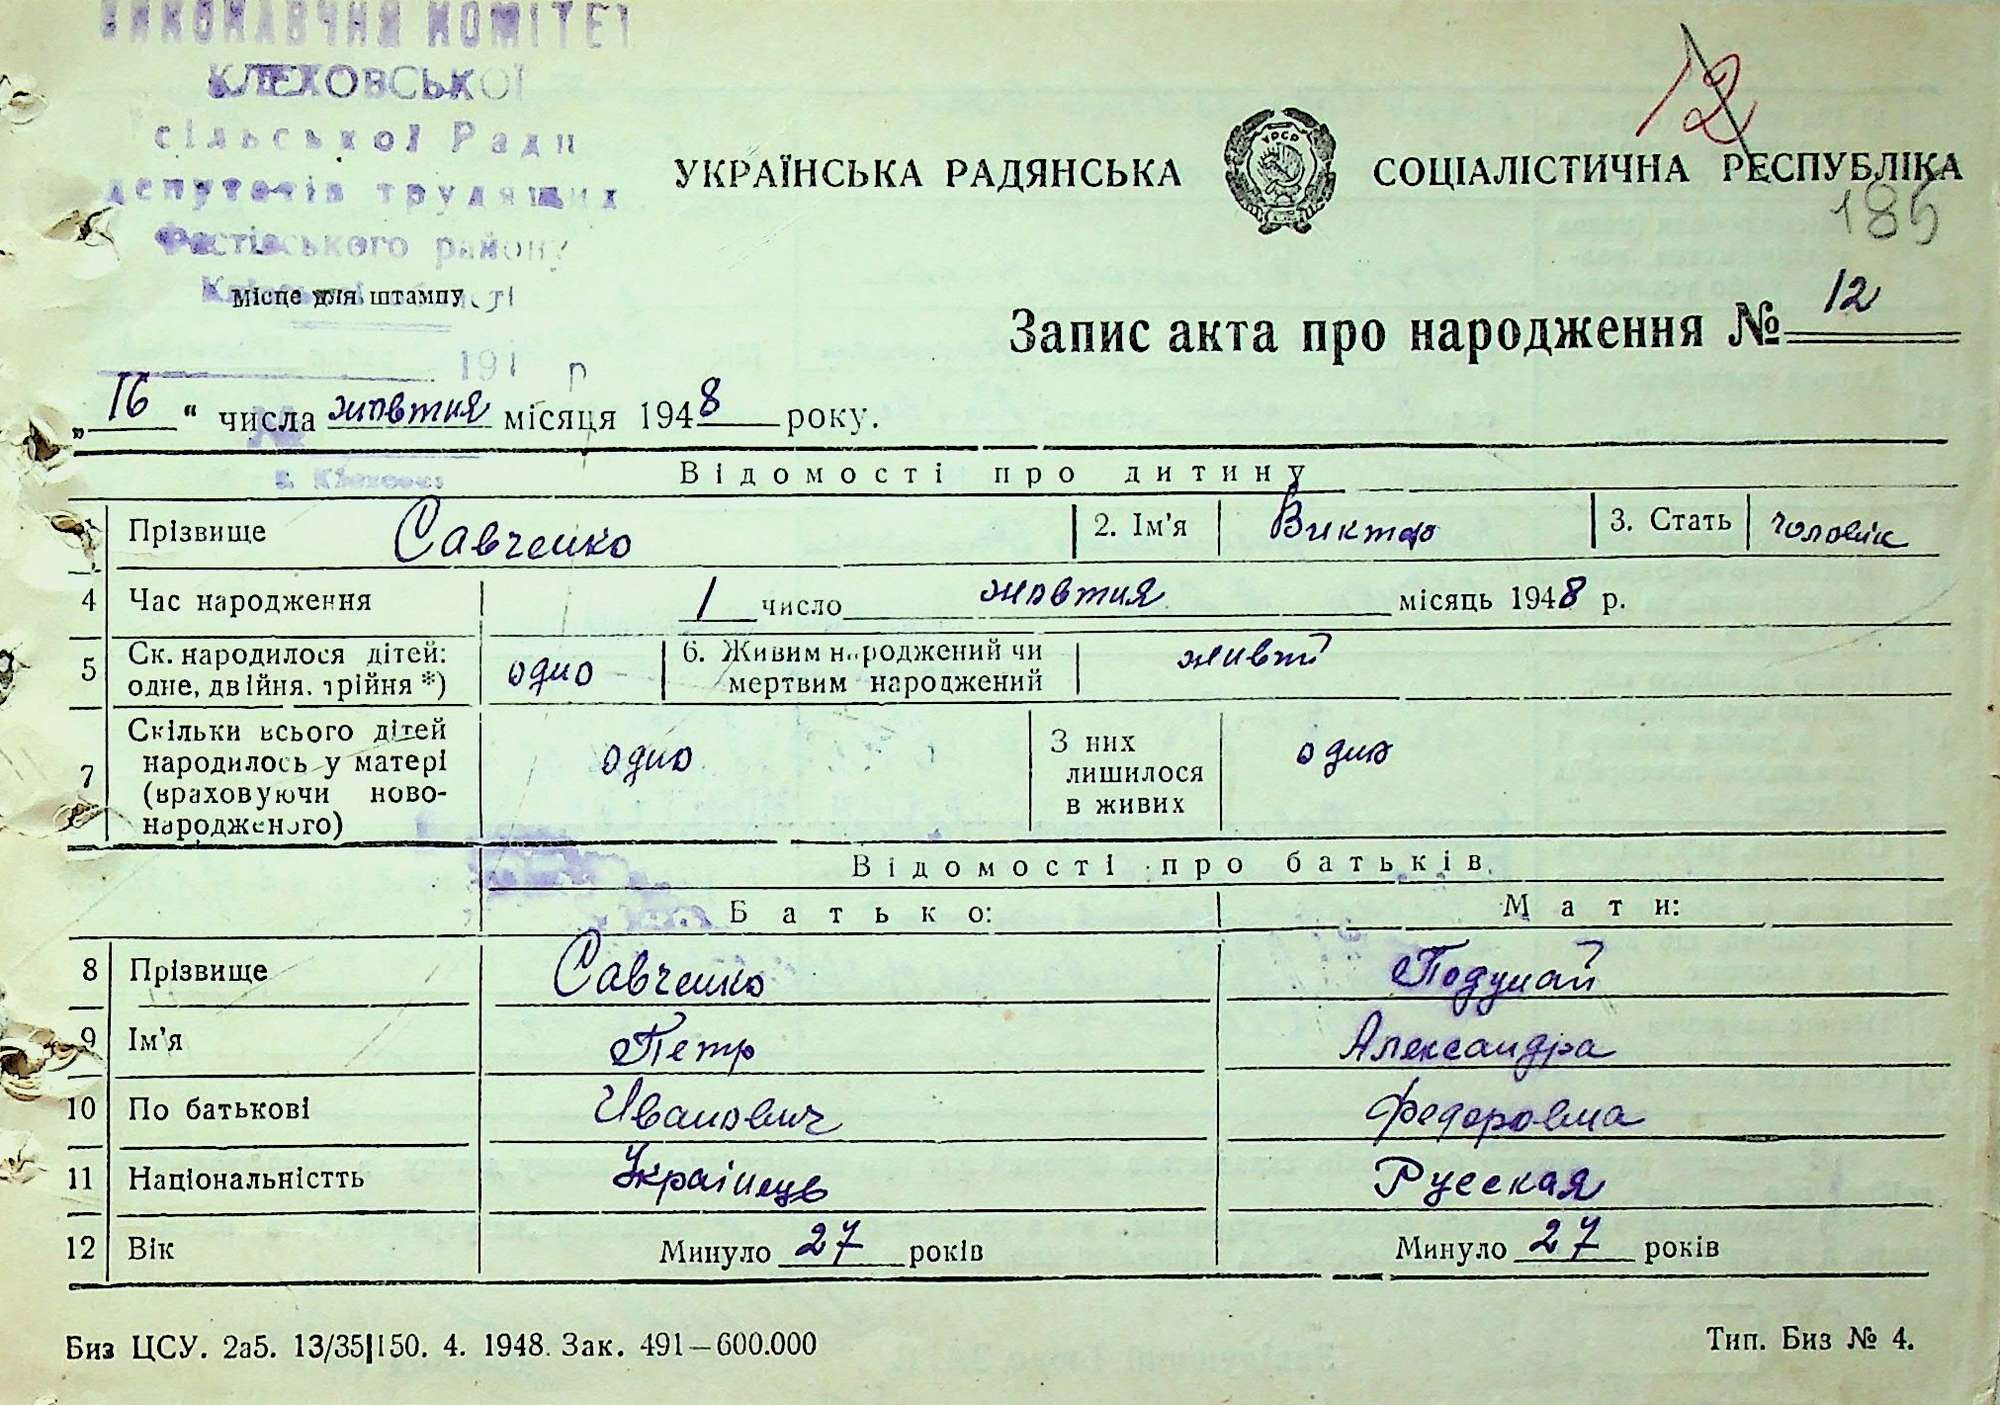 ВИКОНАВЧИЙ КОМІТЕТ
КЛЕХОВСЬКОЇ
сільської Ради
депутатів трудящих
Фастівського району
Місце для штампу
191 р
12
УКРАЇНСЬКА РАДЯНСЬКА СОЦІАЛІСТИЧНА РЕСПУБЛІКА
185
Запис акта про народження № 12
„16“ числа жовтня місяця 1948 року.
Відомості про дитину
Прізвище Савченко 2. Ім'я Виктор 3. Стать чоловік
4 Час народження 1 число жовтня місяць 1948 р.
5 Ск. народилося дітей: одне, двійня, трійня *) одно 6. Живим народжений чи мертвим народжений живий
7 Скільки всього дітей народилось у матері (враховуючи ново-народженого) одно З них лишилося в живих одно
Відомості про батьків
Батько: Мати:
8 Прізвище Савченко Подунай
9 Ім'я Петр Александра
10 По батькові Иванович Федоровна
11 Національністть Українець Русская
12 Вік Минуло 27 років Минуло 27 років
Биз ЦСУ. 2а5. 13/35|150. 4. 1948. Зак. 491—600.000 Тип. Биз № 4.